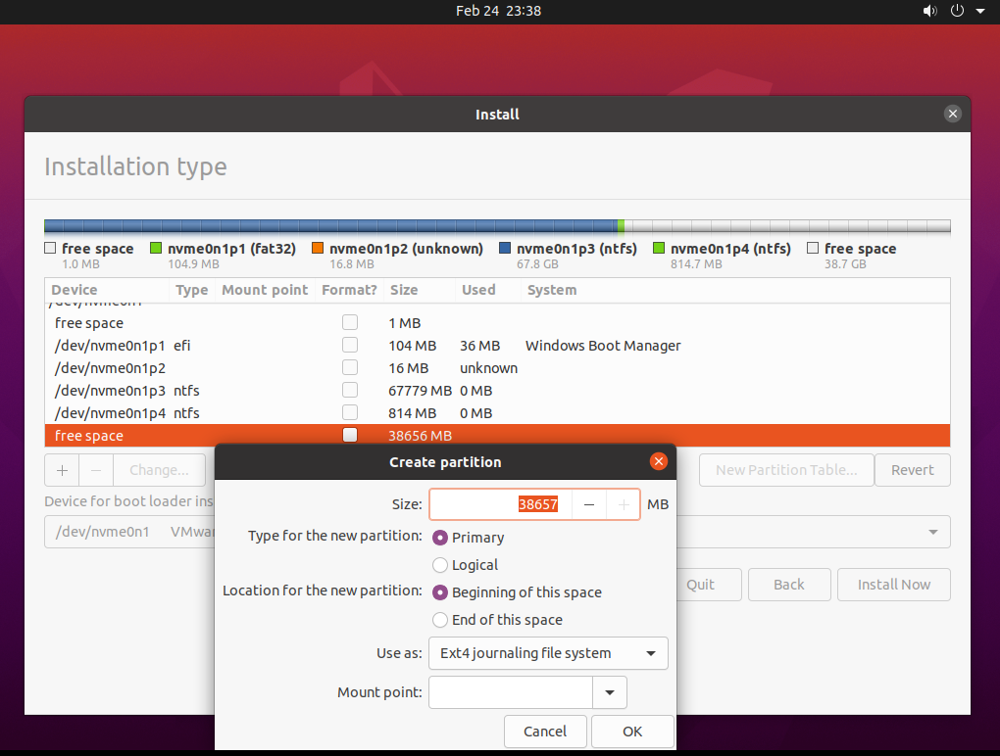 Feb 24 23:38
Install
Installation type
free space nvme0n1p1 (fat32) nvme0n1p2 (unknown) nvme0n1p3 (ntfs) nvme0n1p4 (ntfs) free space
1.0 MB 104.9 MB 16.8 MB 67.8 GB 814.7 MB 38.7 GB
Device Type Mount point Format? Size Used System
/dev/nvme0n1
free space 1 MB
/dev/nvme0n1p1 efi 104 MB 36 MB Windows Boot Manager
/dev/nvme0n1p2 16 MB unknown
/dev/nvme0n1p3 ntfs 67779 MB 0 MB
/dev/nvme0n1p4 ntfs 814 MB 0 MB
free space 38656 MB
+ − Change... New Partition Table... Revert
Device for boot loader ins
/dev/nvme0n1 VMwar
Quit Back Install Now
Create partition
Size: 38657 − + MB
Type for the new partition: Primary
Logical
Location for the new partition: Beginning of this space
End of this space
Use as: Ext4 journaling file system
Mount point:
Cancel OK